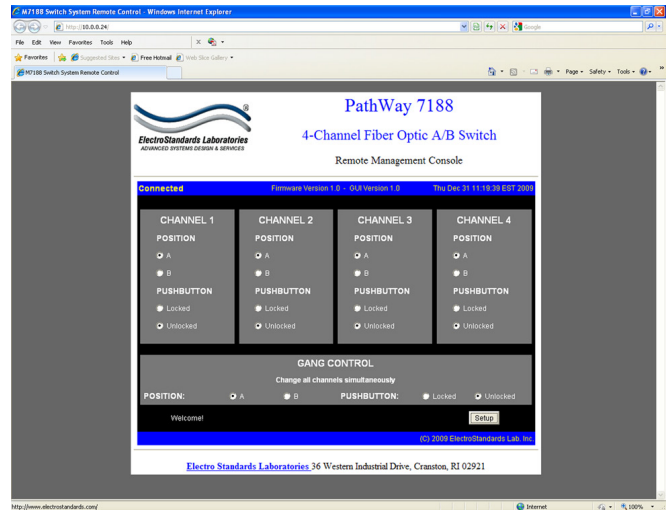 M7188 Switch System Remote Control - Windows Internet Explorer
http://10.0.0.24/
Google
File Edit View Favorites Tools Help
Favorites Suggested Sites Free Hotmail Web Slice Gallery
M7188 Switch System Remote Control
Page Safety Tools
ElectroStandards Laboratories
ADVANCED SYSTEMS DESIGN & SERVICES
PathWay 7188
4-Channel Fiber Optic A/B Switch
Remote Management Console
Connected Firmware Version 1.0 - GUI Version 1.0 Thu Dec 31 11:19:39 EST 2009
CHANNEL 1 CHANNEL 2 CHANNEL 3 CHANNEL 4
POSITION POSITION POSITION POSITION
A A A A
B B B B
PUSHBUTTON PUSHBUTTON PUSHBUTTON PUSHBUTTON
Locked Locked Locked Locked
Unlocked Unlocked Unlocked Unlocked
GANG CONTROL
Change all channels simultaneously
POSITION: A B PUSHBUTTON: Locked Unlocked
Welcome! Setup
(C) 2009 ElectroStandards Lab. Inc.
Electro Standards Laboratories 36 Western Industrial Drive, Cranston, RI 02921
http://www.electrostandards.com/ Internet 100%